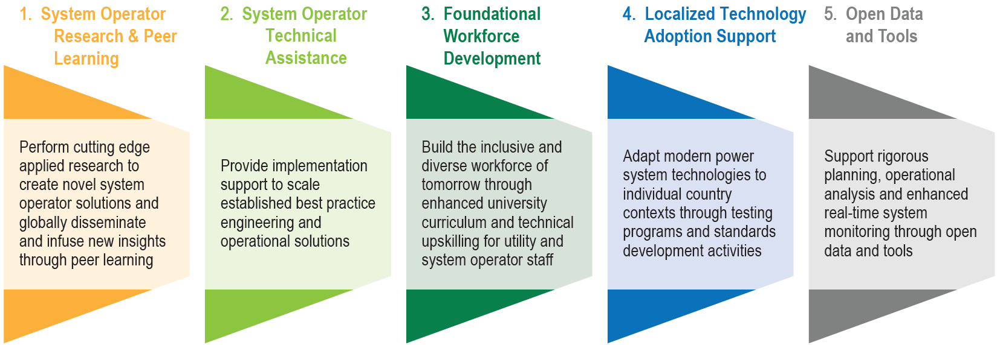 1. System Operator
Research & Peer
Learning
Perform cutting edge
applied research to
create novel system
operator solutions and
globally disseminate
and infuse new insights
through peer learning
2. System Operator
Technical
Assistance
Provide implementation
support to scale
established best practice
engineering and
operational solutions
3. Foundational
Workforce
Development
Build the inclusive and
diverse workforce of
tomorrow through
enhanced university
curriculum and technical
upskilling for utility and
system operator staff
4. Localized Technology
Adoption Support
Adapt modern power
system technologies to
individual country
contexts through testing
programs and standards
development activities
5. Open Data
and Tools
Support rigorous
planning, operational
analysis and enhanced
real-time system
monitoring through open
data and tools